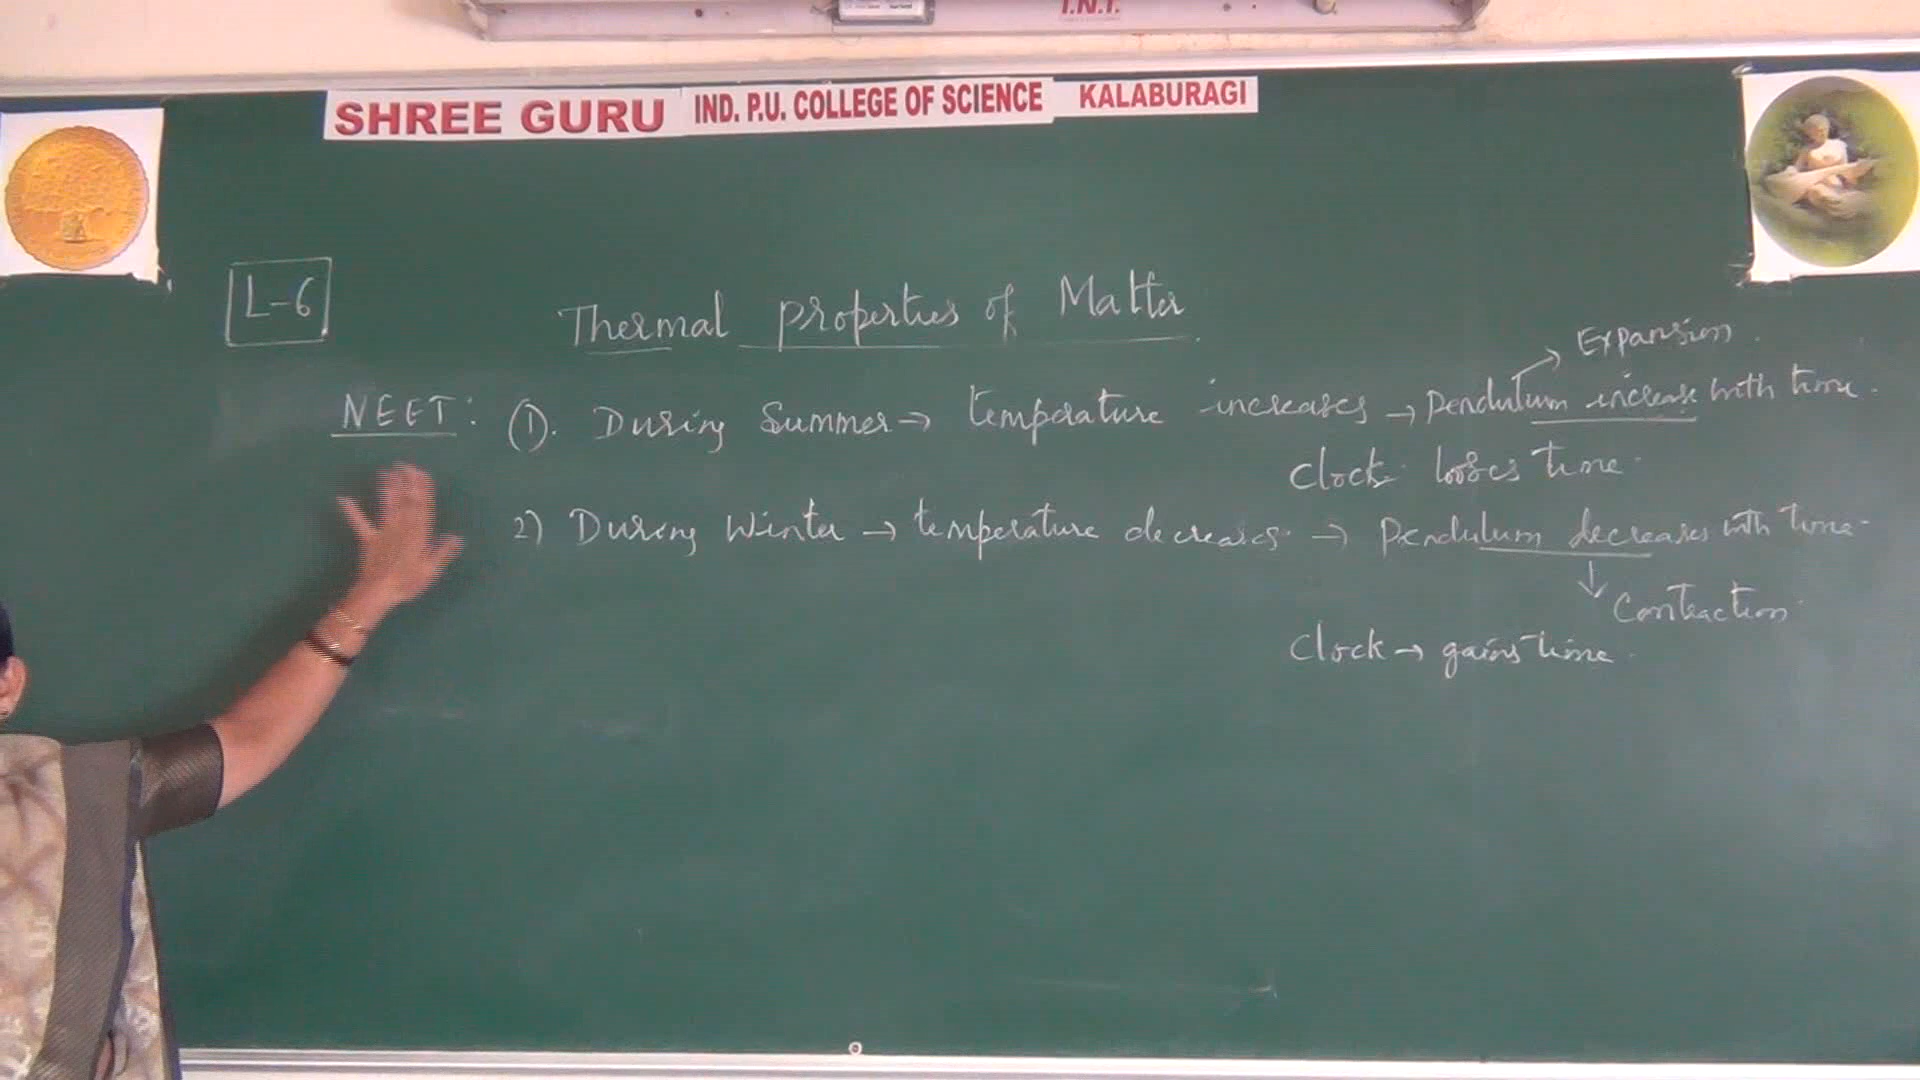 T.N.T.
SHREE GURU IND. P.U. COLLEGE OF SCIENCE KALABURAGI
L-6
Thermal properties of Matter
Expansion.
NEET: (1). During Summer → temperature increases → pendulum increase with time.
Clock looses time.
2) During Winter → temperature decreases. → pendulum decreases with time.
Contraction.
Clock → gains time.